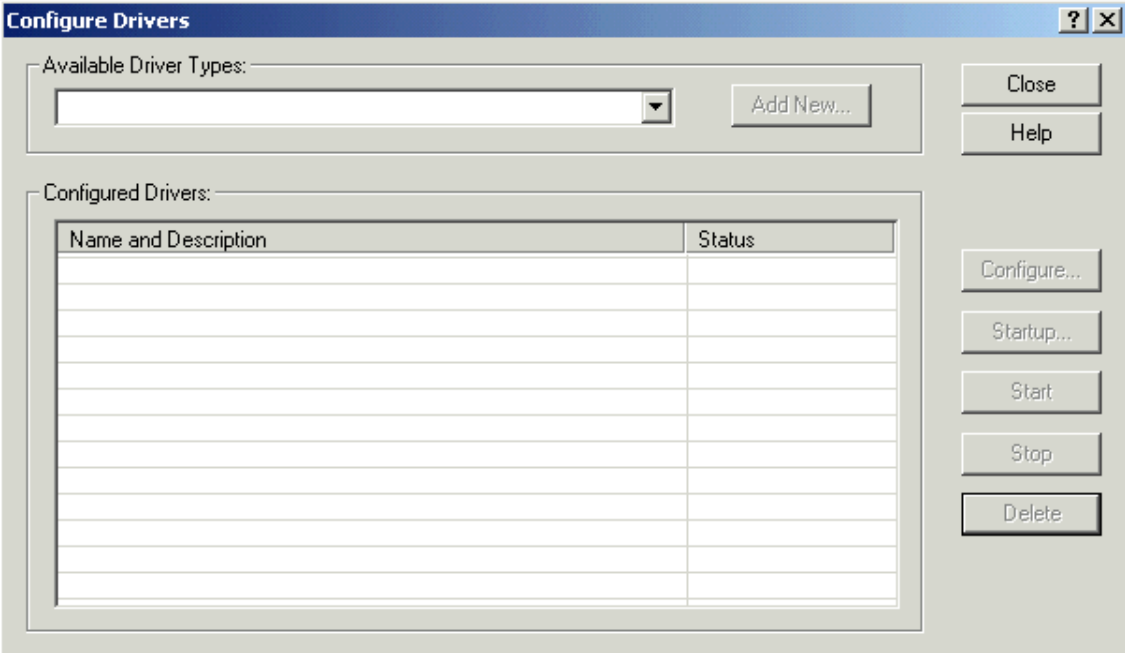 Configure Drivers
Available Driver Types:
Add New...
Close
Help
Configured Drivers:
Name and Description Status
Configure...
Startup...
Start
Stop
Delete